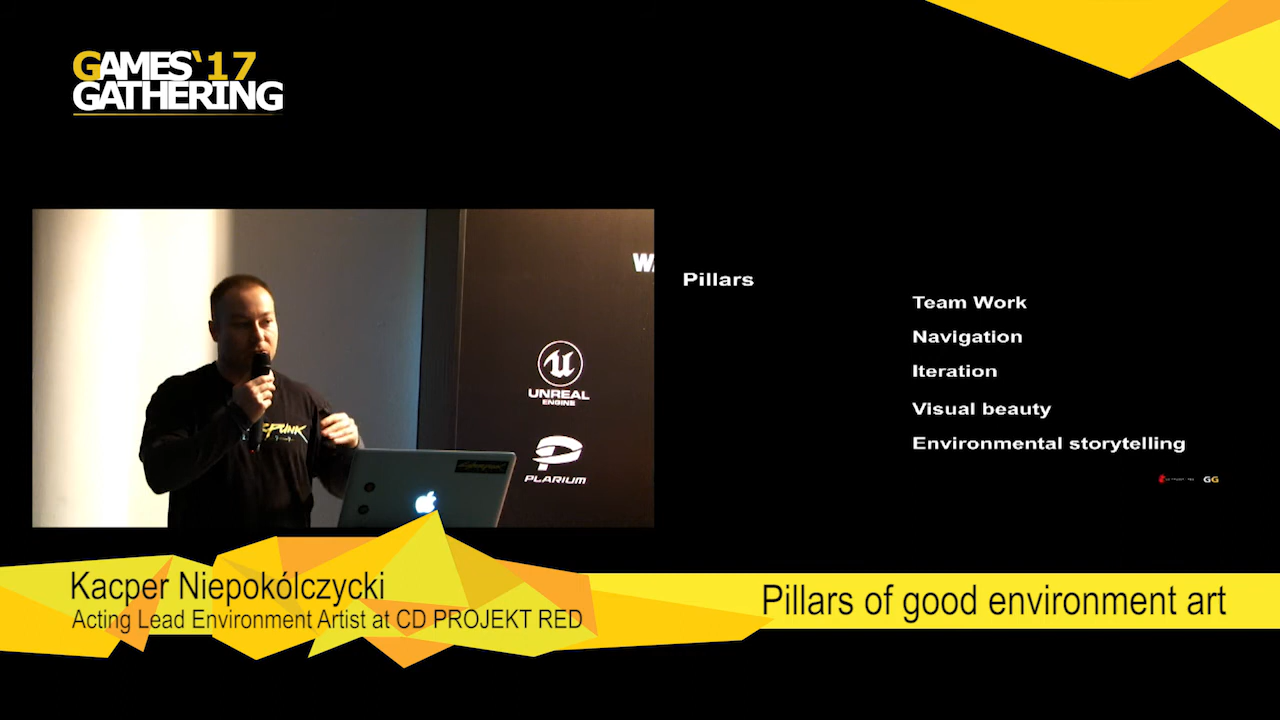 GAMES‘17
GATHERING
W
UNREAL
ENGINE
PLARIUM
Pillars
Team Work
Navigation
Iteration
Visual beauty
Environmental storytelling
GG
Kacper Niepokólczycki
Acting Lead Environment Artist at CD PROJEKT RED
Pillars of good environment art